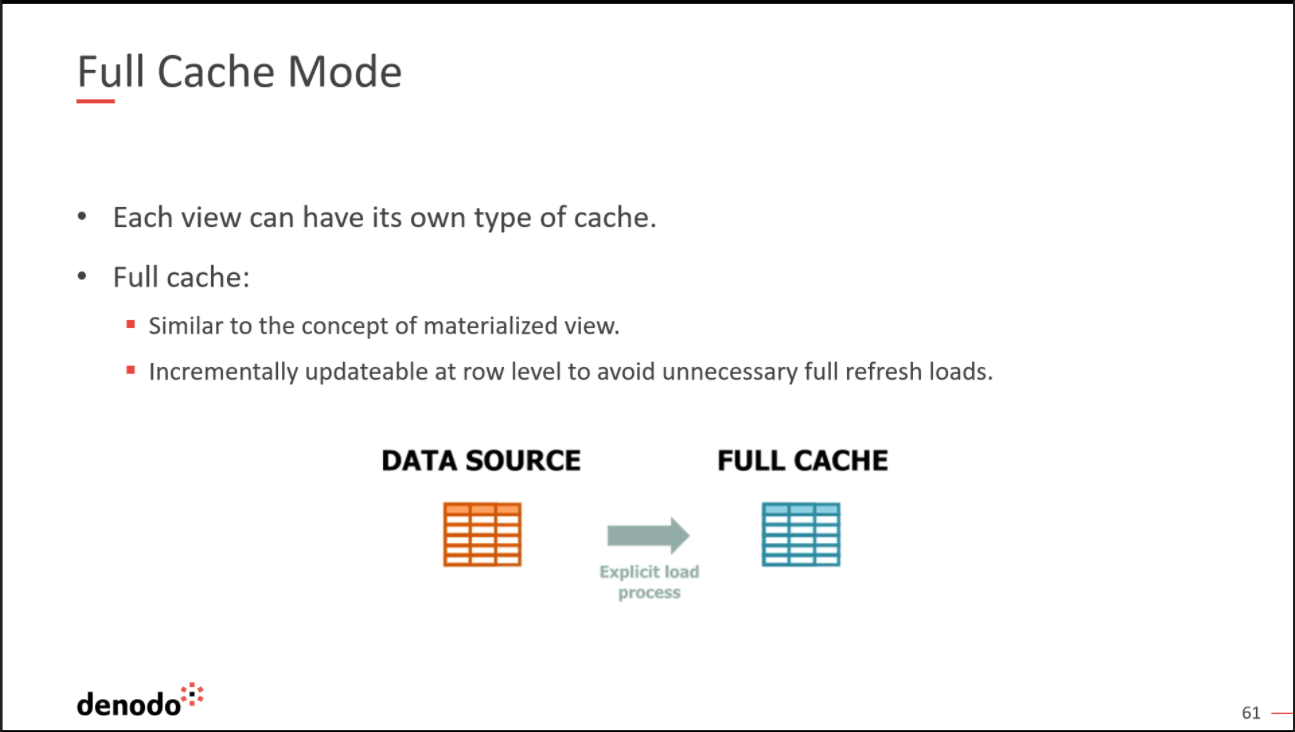 Full Cache Mode
• Each view can have its own type of cache.
• Full cache:
▪ Similar to the concept of materialized view.
▪ Incrementally updateable at row level to avoid unnecessary full refresh loads.
DATA SOURCE
FULL CACHE
Explicit load
process
denodo
61